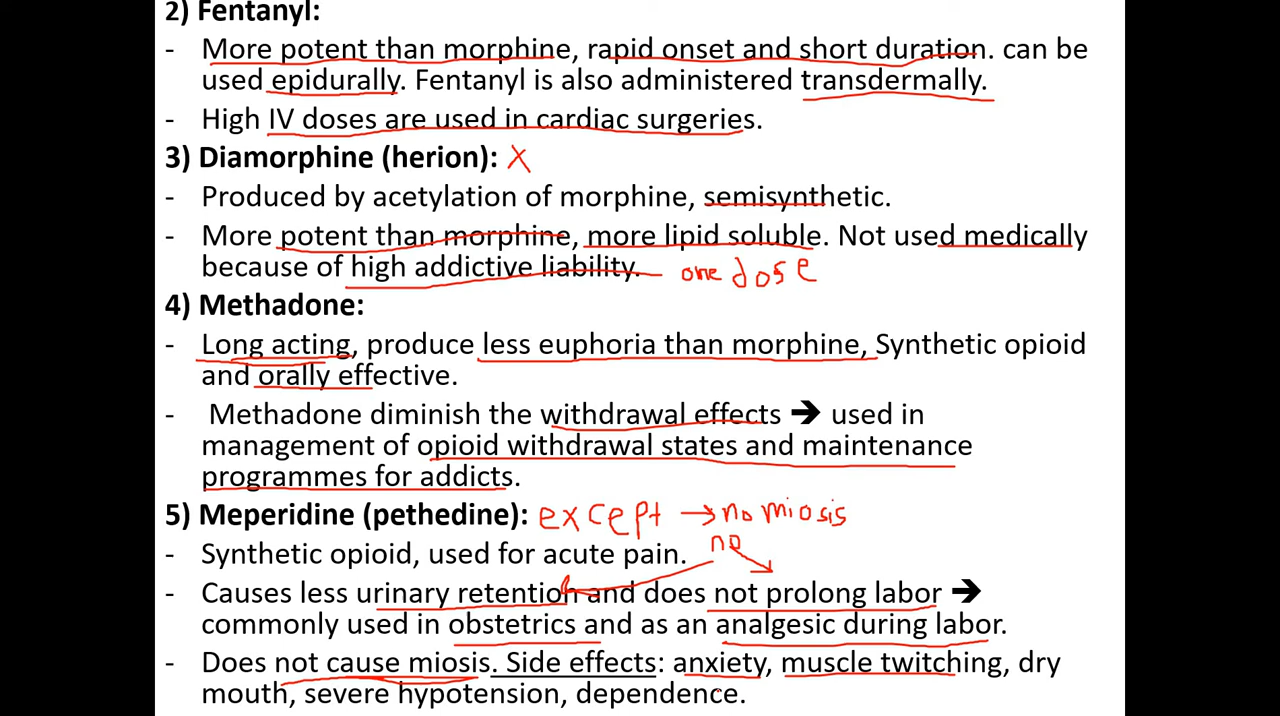 2) Fentanyl:
- More potent than morphine, rapid onset and short duration. can be
used epidurally. Fentanyl is also administered transdermally.
- High IV doses are used in cardiac surgeries.
3) Diamorphine (herion): X
- Produced by acetylation of morphine, semisynthetic.
- More potent than morphine, more lipid soluble. Not used medically
because of high addictive liability. one dose
4) Methadone:
- Long acting, produce less euphoria than morphine, Synthetic opioid
and orally effective.
- Methadone diminish the withdrawal effects ➔ used in
management of opioid withdrawal states and maintenance
programmes for addicts.
5) Meperidine (pethedine): except → no miosis
- Synthetic opioid, used for acute pain. no
- Causes less urinary retention and does not prolong labor ➔
commonly used in obstetrics and as an analgesic during labor.
- Does not cause miosis. Side effects: anxiety, muscle twitching, dry
mouth, severe hypotension, dependence.